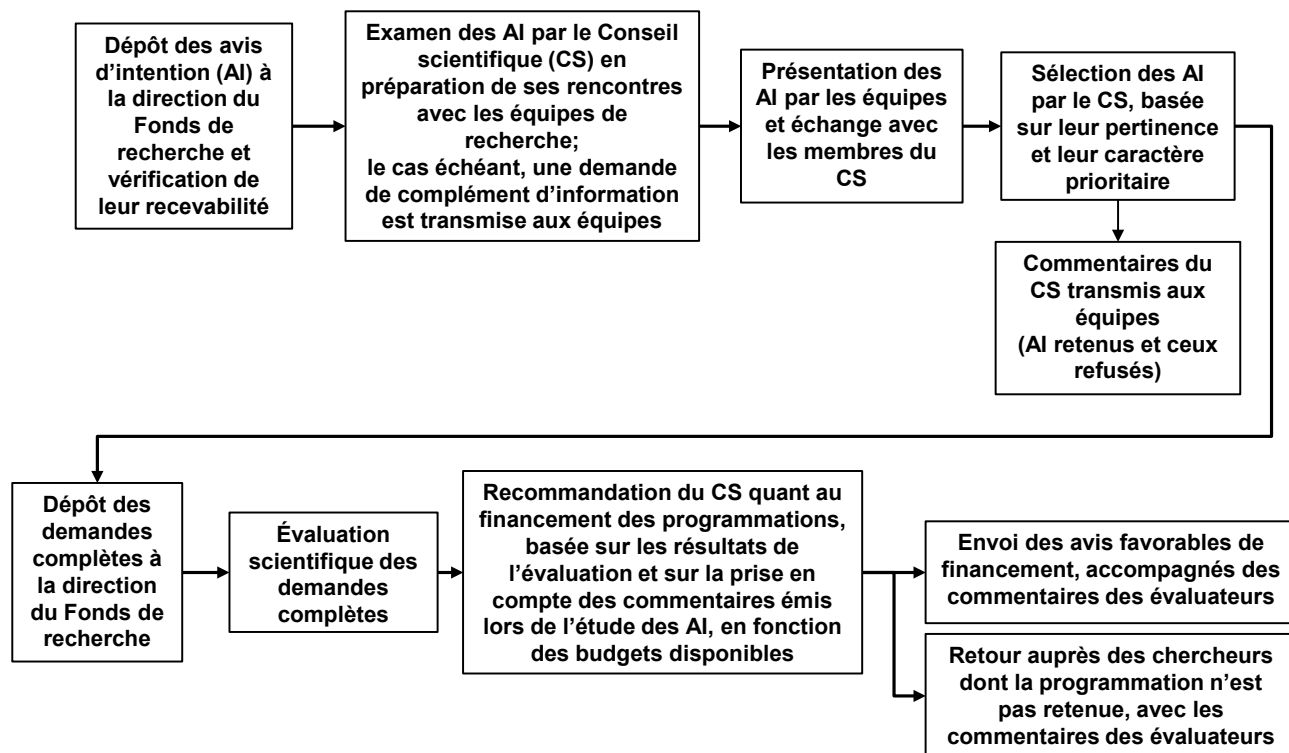 Dépôt des avis
d’intention (AI) à
la direction du
Fonds de
recherche et
vérification de
leur recevabilité
Examen des AI par le Conseil
scientifique (CS) en
préparation de ses rencontres
avec les équipes de
recherche;
le cas échéant, une demande
de complément d’information
est transmise aux équipes
Présentation des
AI par les équipes
et échange avec
les membres du
CS
Sélection des AI
par le CS, basée
sur leur pertinence
et leur caractère
prioritaire
Commentaires du
CS transmis aux
équipes
(AI retenus et ceux
refusés)
Dépôt des
demandes
complètes à
la direction
du Fonds de
recherche
Évaluation
scientifique des
demandes
complètes
Recommandation du CS quant au
financement des programmations,
basée sur les résultats de
l’évaluation et sur la prise en
compte des commentaires émis
lors de l’étude des AI, en fonction
des budgets disponibles
Envoi des avis favorables de
financement, accompagnés des
commentaires des évaluateurs
Retour auprès des chercheurs
dont la programmation n’est
pas retenue, avec les
commentaires des évaluateurs